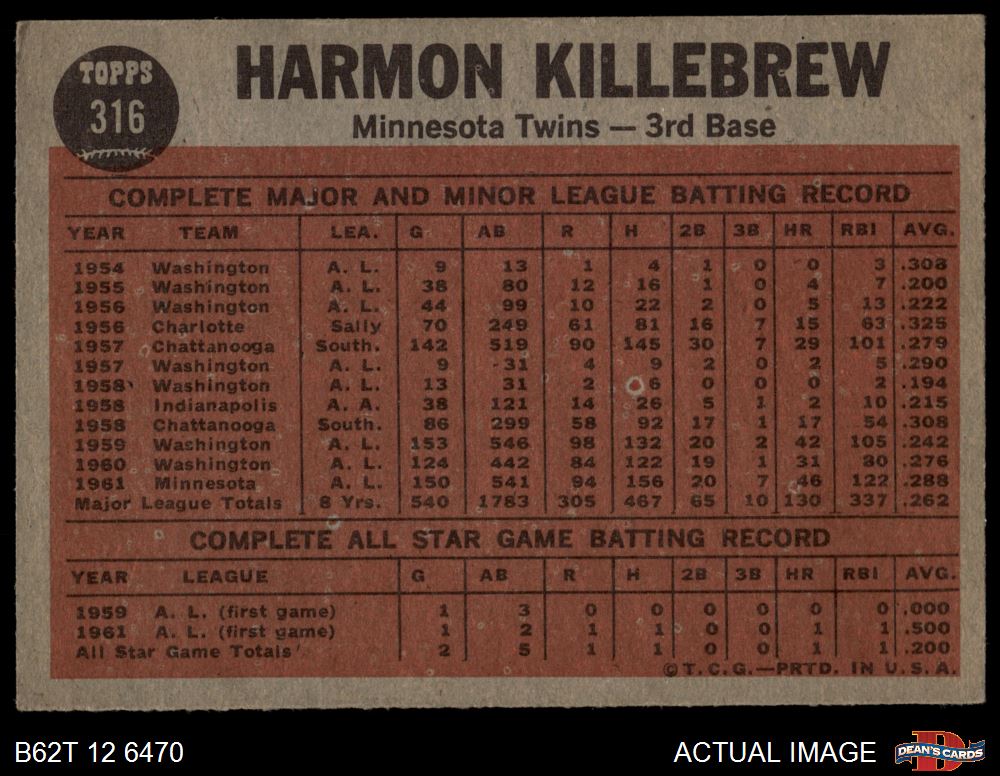 TOPPS
316
HARMON KILLEBREW
Minnesota Twins — 3rd Base
COMPLETE MAJOR AND MINOR LEAGUE BATTING RECORD
YEAR TEAM LEA. G AB R H 2B 3B HR RBI AVG.
1954 Washington A. L. 9 13 1 4 1 0 0 3 .308
1955 Washington A. L. 38 80 12 16 1 0 4 7 .200
1956 Washington A. L. 44 99 10 22 2 0 5 13 .222
1956 Charlotte Sally 70 249 61 81 16 7 15 63 .325
1957 Chattanooga South. 142 519 90 145 30 7 29 101 .279
1957 Washington A. L. 9 31 4 9 2 0 2 5 .290
1958 Washington A. L. 13 31 2 6 0 0 0 2 .194
1958 Indianapolis A. A. 38 121 14 26 5 1 2 10 .215
1958 Chattanooga South. 86 299 58 92 17 1 17 54 .308
1959 Washington A. L. 153 546 98 132 20 2 42 105 .242
1960 Washington A. L. 124 442 84 122 19 1 31 80 .276
1961 Minnesota A. L. 150 541 94 156 20 7 46 122 .288
Major League Totals 8 Yrs. 540 1783 305 467 65 10 130 337 .262
COMPLETE ALL STAR GAME BATTING RECORD
YEAR LEAGUE G AB R H 2B 3B HR RBI AVG.
1959 A. L. (first game) 1 3 0 0 0 0 0 0 .000
1961 A. L. (first game) 1 2 1 1 0 0 1 1 .500
All Star Game Totals 2 5 1 1 0 0 1 1 .200
©T.C.G.—PRTD. IN U.S.A.
B62T 12 6470
ACTUAL IMAGE
DEAN'S CARDS